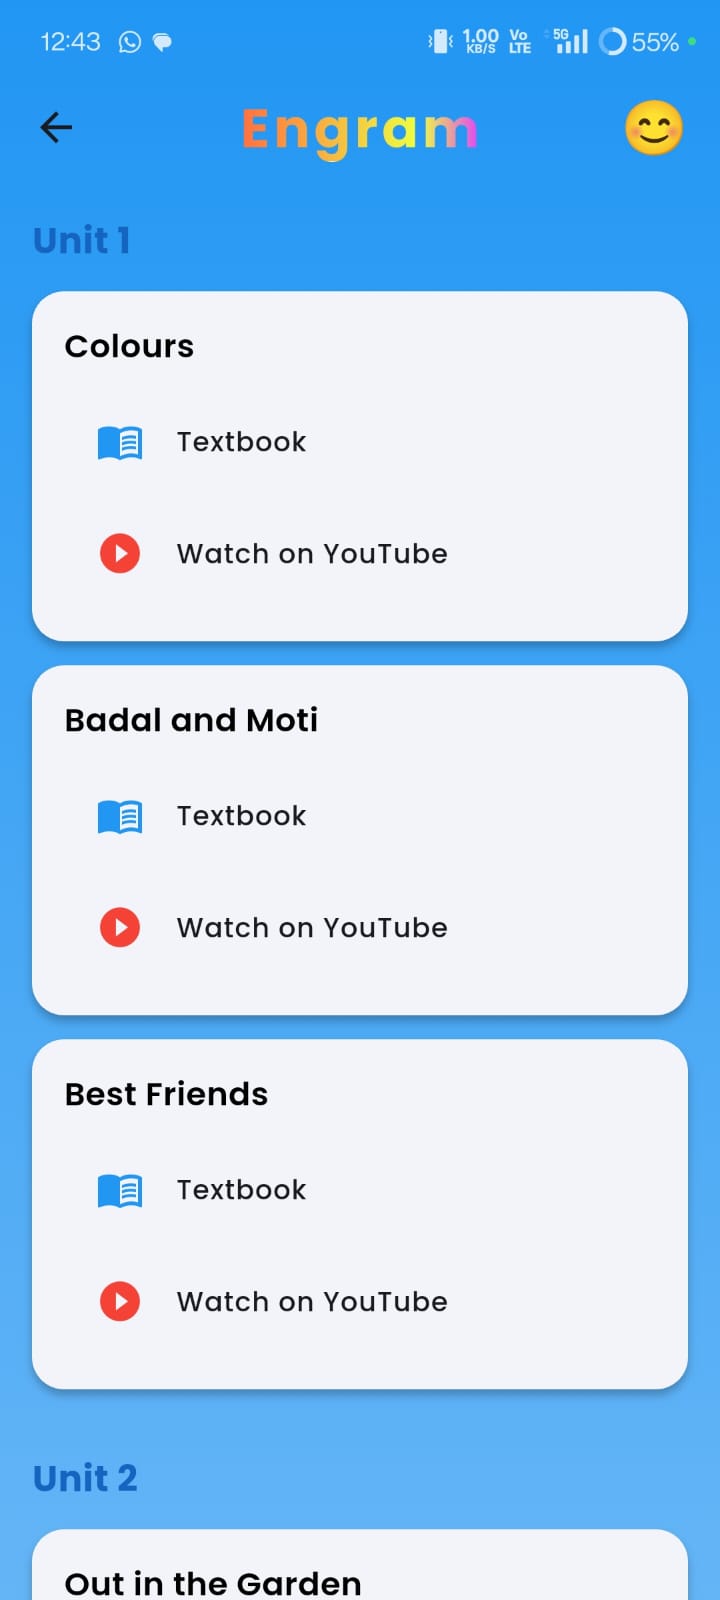 12:43 1.00 KB/S Vo LTE 5G 55%
Engram
Unit 1
Colours
Textbook
Watch on YouTube
Badal and Moti
Textbook
Watch on YouTube
Best Friends
Textbook
Watch on YouTube
Unit 2
Out in the Garden